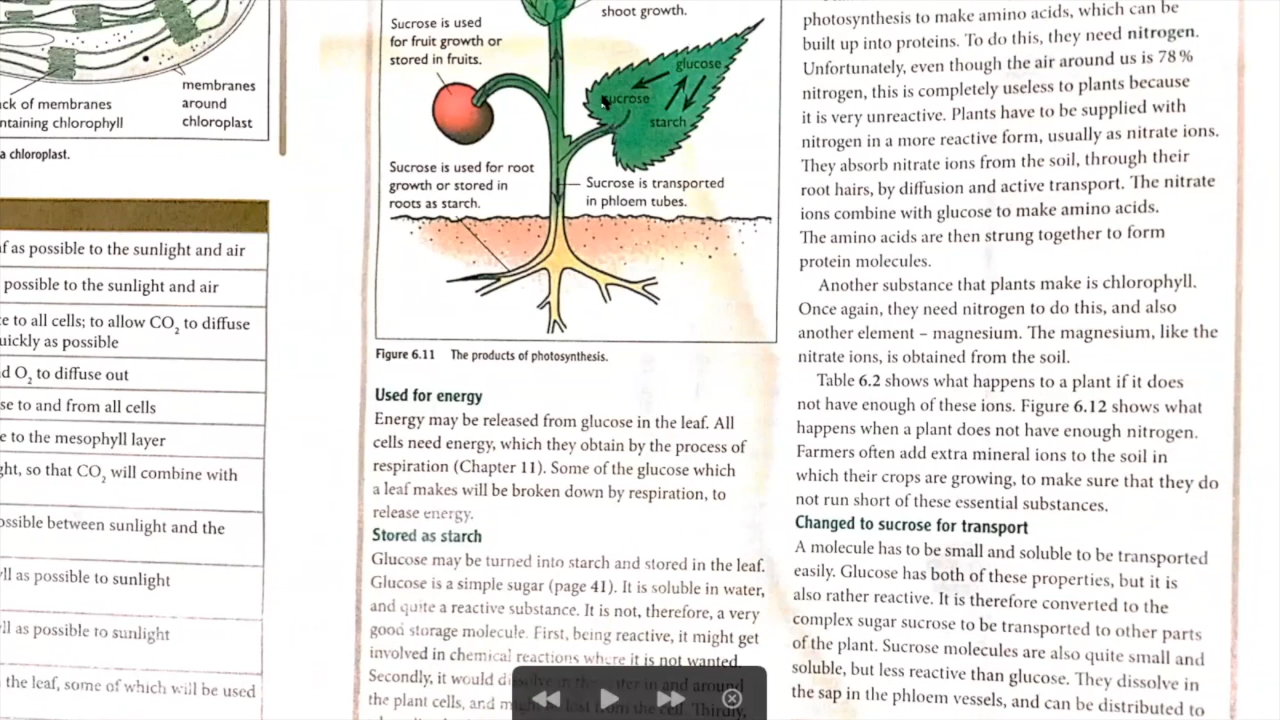 membranes
around
chloroplast
ck of membranes
ntaining chlorophyll
a chloroplast.
f as possible to the sunlight and air
possible to the sunlight and air
e to all cells; to allow CO₂ to diffuse
uickly as possible
d O₂ to diffuse out
se to and from all cells
e to the mesophyll layer
ght, so that CO₂ will combine with
ossible between sunlight and the
ll as possible to sunlight
ll as possible to sunlight
the leaf, some of which will be used
Sucrose is used
for fruit growth or
stored in fruits.
shoot growth.
glucose
sucrose
starch
Sucrose is used for root
growth or stored in
roots as starch.
Sucrose is transported
in phloem tubes.
Figure 6.11 The products of photosynthesis.
Used for energy
Energy may be released from glucose in the leaf. All
cells need energy, which they obtain by the process of
respiration (Chapter 11). Some of the glucose which
a leaf makes will be broken down by respiration, to
release energy.
Stored as starch
Glucose may be turned into starch and stored in the leaf.
Glucose is a simple sugar (page 41). It is soluble in water,
and quite a reactive substance. It is not, therefore, a very
good storage molecule. First, being reactive, it might get
involved in chemical reactions where it is not wanted.
Secondly, it would in and around
the plant cells, and from the cell. Thirdly,
photosynthesis to make amino acids, which can be
built up into proteins. To do this, they need nitrogen.
Unfortunately, even though the air around us is 78%
nitrogen, this is completely useless to plants because
it is very unreactive. Plants have to be supplied with
nitrogen in a more reactive form, usually as nitrate ions.
They absorb nitrate ions from the soil, through their
root hairs, by diffusion and active transport. The nitrate
ions combine with glucose to make amino acids.
The amino acids are then strung together to form
protein molecules.
Another substance that plants make is chlorophyll.
Once again, they need nitrogen to do this, and also
another element – magnesium. The magnesium, like the
nitrate ions, is obtained from the soil.
Table 6.2 shows what happens to a plant if it does
not have enough of these ions. Figure 6.12 shows what
happens when a plant does not have enough nitrogen.
Farmers often add extra mineral ions to the soil in
which their crops are growing, to make sure that they do
not run short of these essential substances.
Changed to sucrose for transport
A molecule has to be small and soluble to be transported
easily. Glucose has both of these properties, but it is
also rather reactive. It is therefore converted to the
complex sugar sucrose to be transported to other parts
of the plant. Sucrose molecules are also quite small and
soluble, but less reactive than glucose. They dissolve in
the sap in the phloem vessels, and can be distributed to